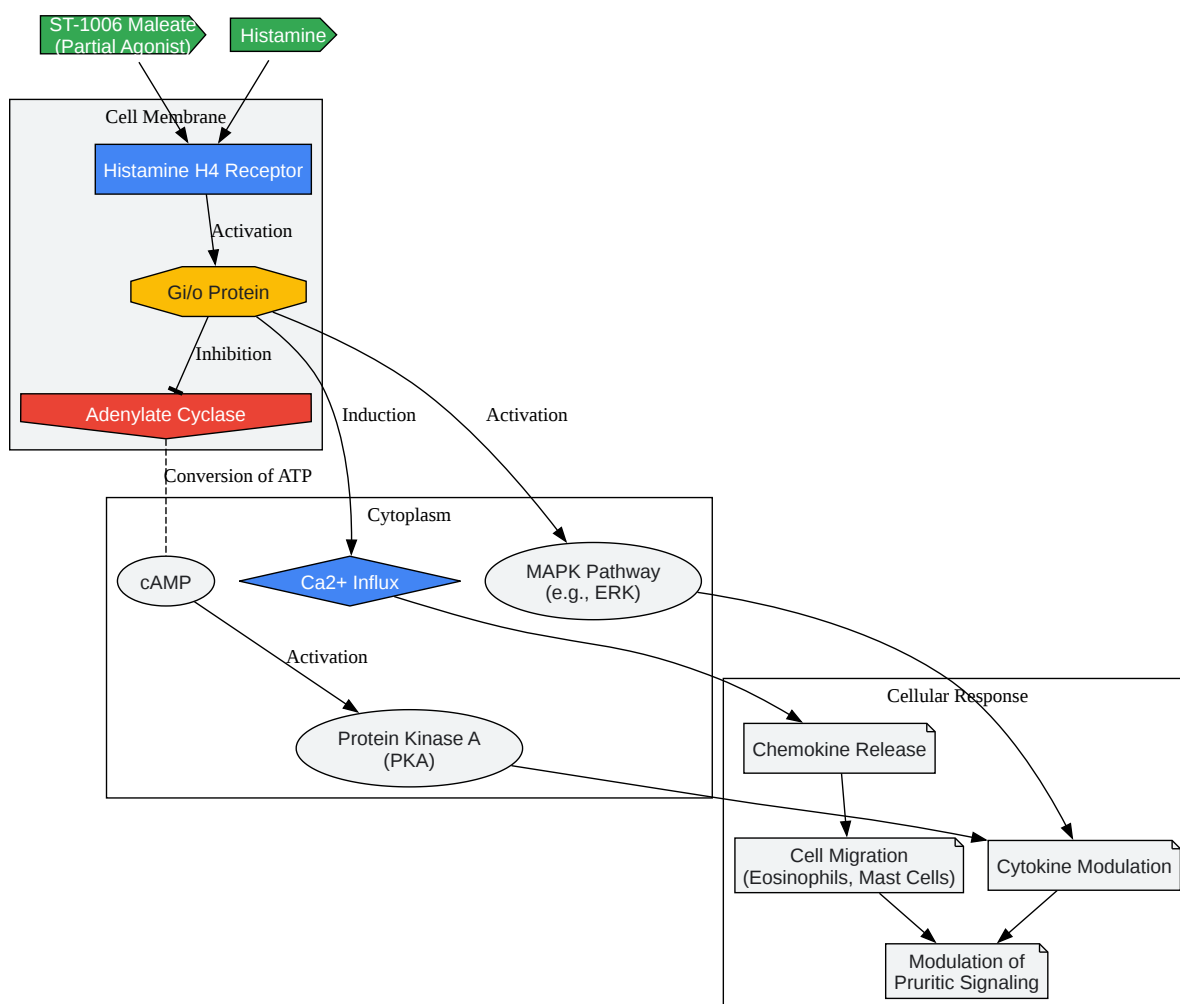 ST-1006 Maleate
(Partial Agonist)
Histamine
Cell Membrane
Histamine H4 Receptor
Activation
Gi/o Protein
Inhibition
Adenylate Cyclase
Induction
Activation
Conversion of ATP
Cytoplasm
cAMP
Ca2+ Influx
MAPK Pathway
(e.g., ERK)
Activation
Protein Kinase A
(PKA)
Cellular Response
Chemokine Release
Cell Migration
(Eosinophils, Mast Cells)
Cytokine Modulation
Modulation of
Pruritic Signaling